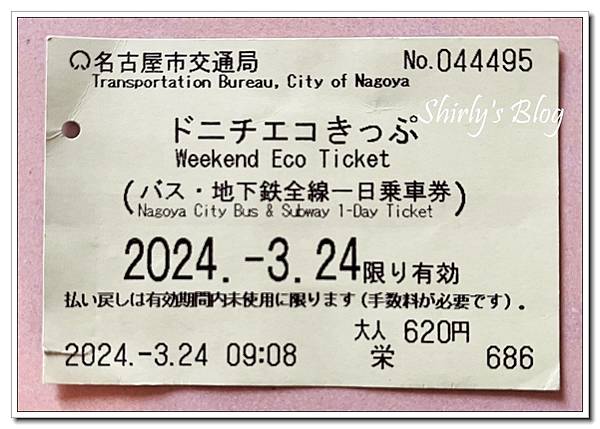 名古屋市交通局 No.044495
Transportation Bureau, City of Nagoya
Shirly's Blog
ドニチエコきっぷ
Weekend Eco Ticket
(バス・地下鉄全線一日乗車券)
Nagoya City Bus & Subway 1-Day Ticket
2024.-3.24限り有効
払い戻しは有効期間内未使用に限ります(手数料が必要です)。
大人 620円
2024.-3.24 09:08 栄 686